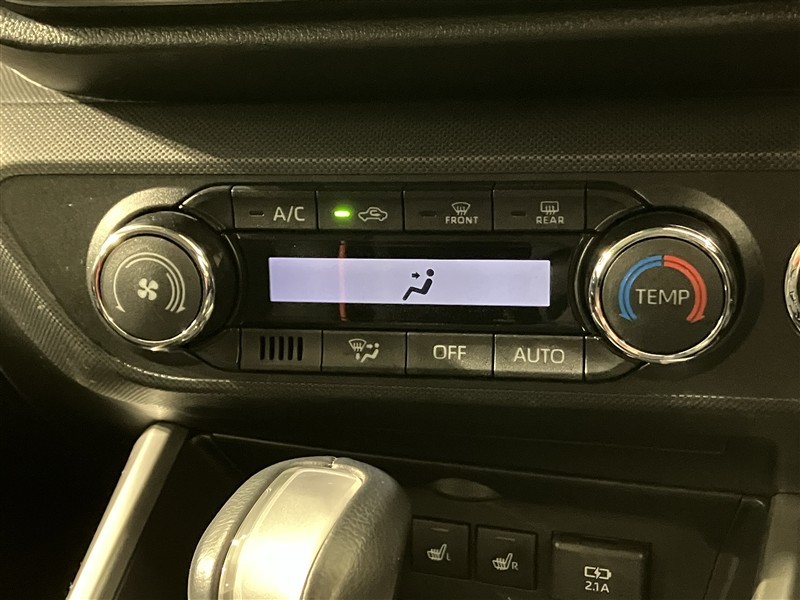 A/C
FRONT
REAR
TEMP
OFF
AUTO
L
R
2.1A